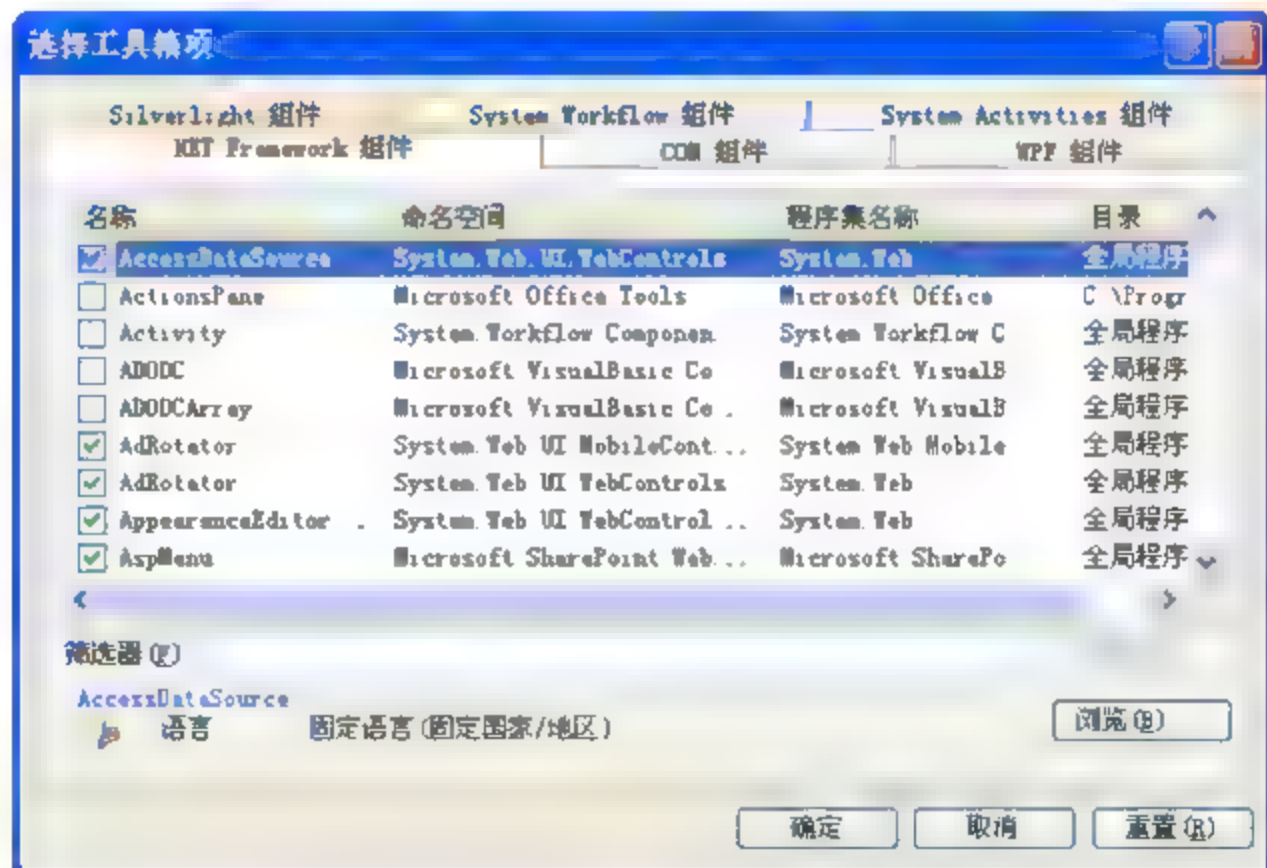 选择工具箱项
Silverlight 组件 System Workflow 组件 System Activities 组件
NET Framework 组件 COM 组件 WPF 组件
名称 命名空间 程序集名称 目录
AccessDataSource System.Web.UI.WebControls System.Web 全局程序
ActionsPane Microsoft Office Tools Microsoft Office C \Progr
Activity System.Workflow Componen System Workflow C 全局程序
ADODC Microsoft VisualBasic Co Microsoft VisualB 全局程序
ADODCArray Microsoft VisualBasic Co . Microsoft VisualB 全局程序
AdRotator System.Web UI MobileCont... System Web Mobile 全局程序
AdRotator System.Web UI WebControls System.Web 全局程序
AppearanceEditor . System.Web UI WebControl ... System.Web 全局程序
AspMenu Microsoft SharePoint Web... Microsoft SharePo 全局程序
筛选器(F)
AccessDataSource
语言 固定语言(固定国家/地区)
浏览(B)
确定 取消 重置(R)